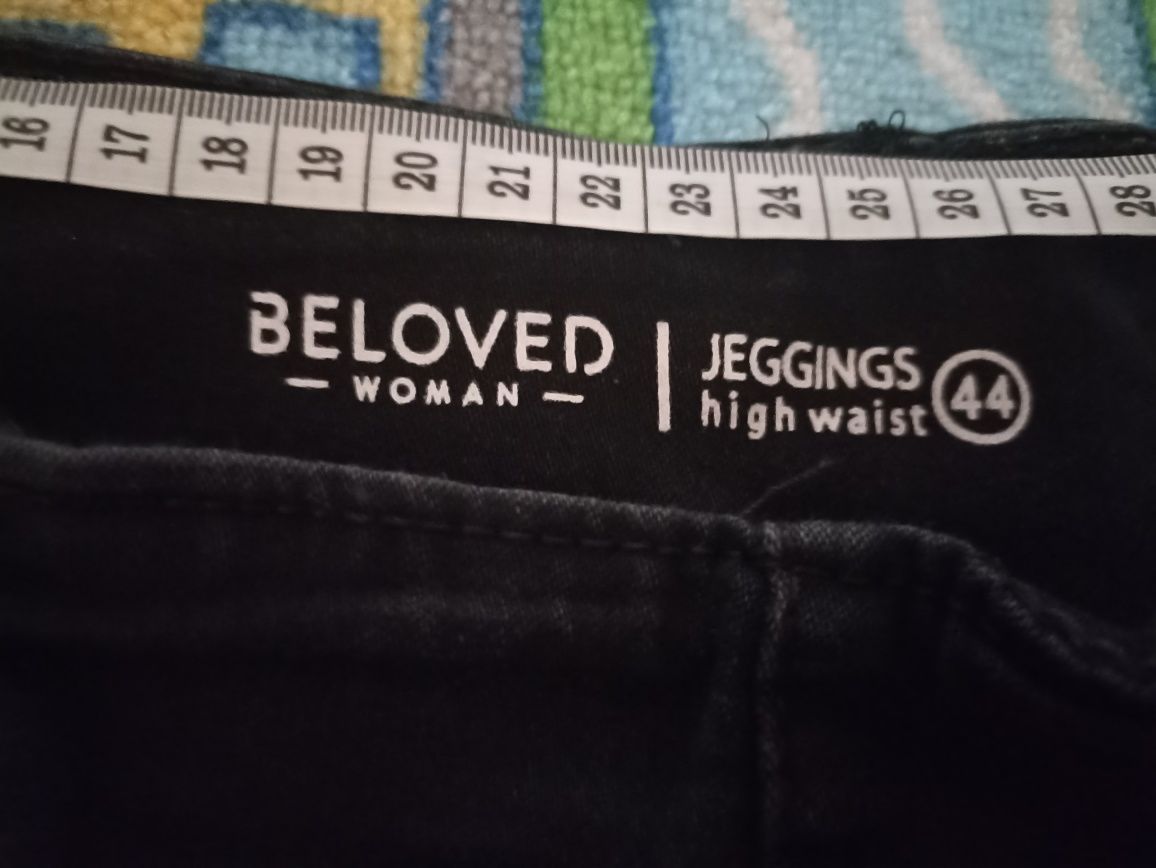 16 17 18 19 20 21 22 23 24 25 26 27 28
BELOVED
— WOMAN —
JEGGINGS
high waist
44